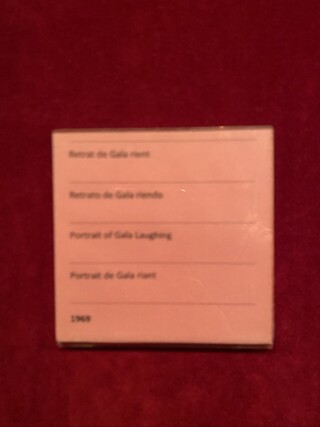 Retrat de Gala rient
Retrato de Gala riendo
Portrait of Gala Laughing
Portrait de Gala riant
1969